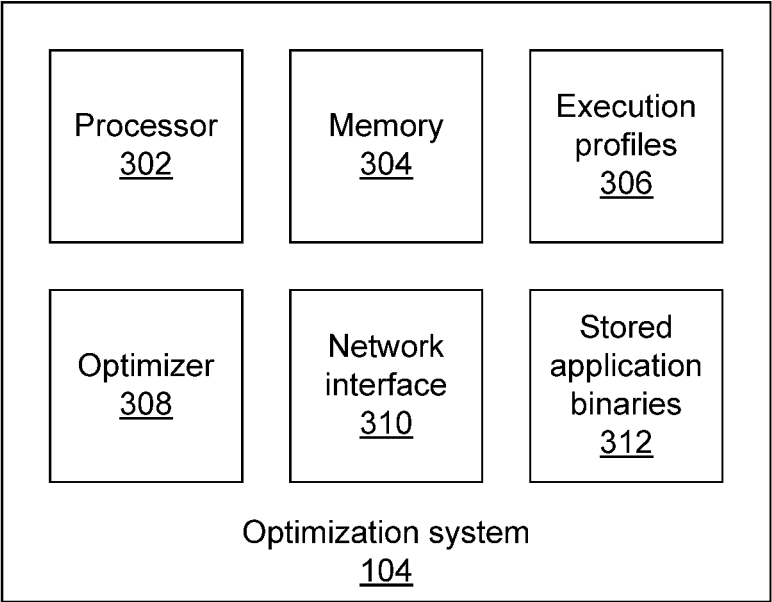 Processor
302
Memory
304
Execution
profiles
306
Optimizer
308
Network
interface
310
Stored
application
binaries
312
Optimization system
104